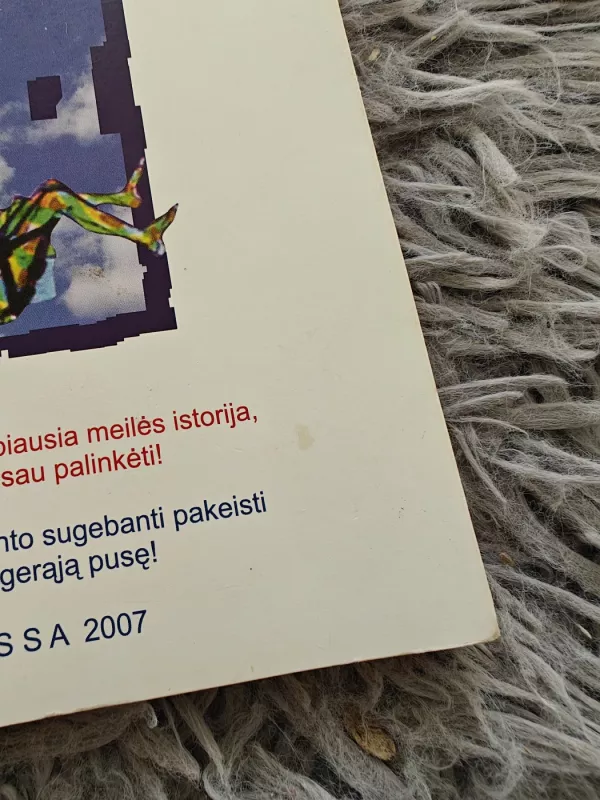 piausia meilės istorija,
sau palinkėti!
nto sugebanti pakeisti
gerąją pusę!
S S A 2007